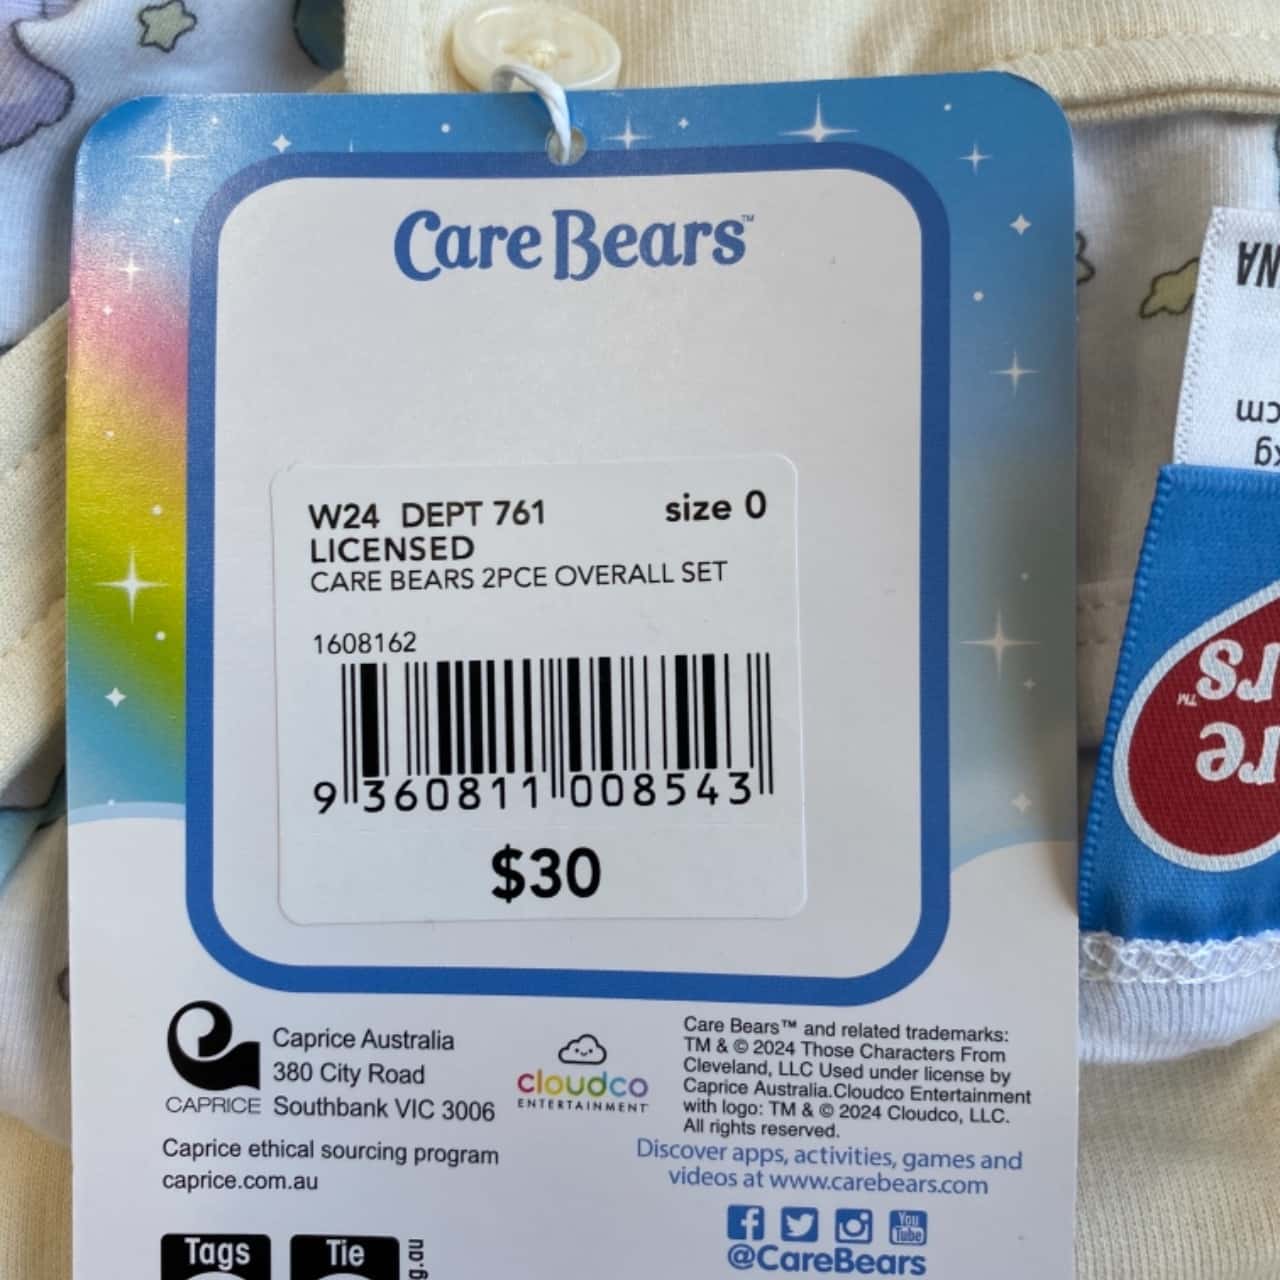 Care Bears™
W24 DEPT 761 size 0
LICENSED
CARE BEARS 2PCE OVERALL SET
1608162
9 360811 008543
$30
CAPRICE
Caprice Australia
380 City Road
Southbank VIC 3006
Caprice ethical sourcing program
caprice.com.au
cloudco
ENTERTAINMENT
Care Bears™ and related trademarks:
TM & © 2024 Those Characters From
Cleveland, LLC Used under license by
Caprice Australia.Cloudco Entertainment
with logo: TM & © 2024 Cloudco, LLC.
All rights reserved.
Discover apps, activities, games and
videos at www.carebears.com
You
Tube
@CareBears
Tags
Tie
g.au
cm